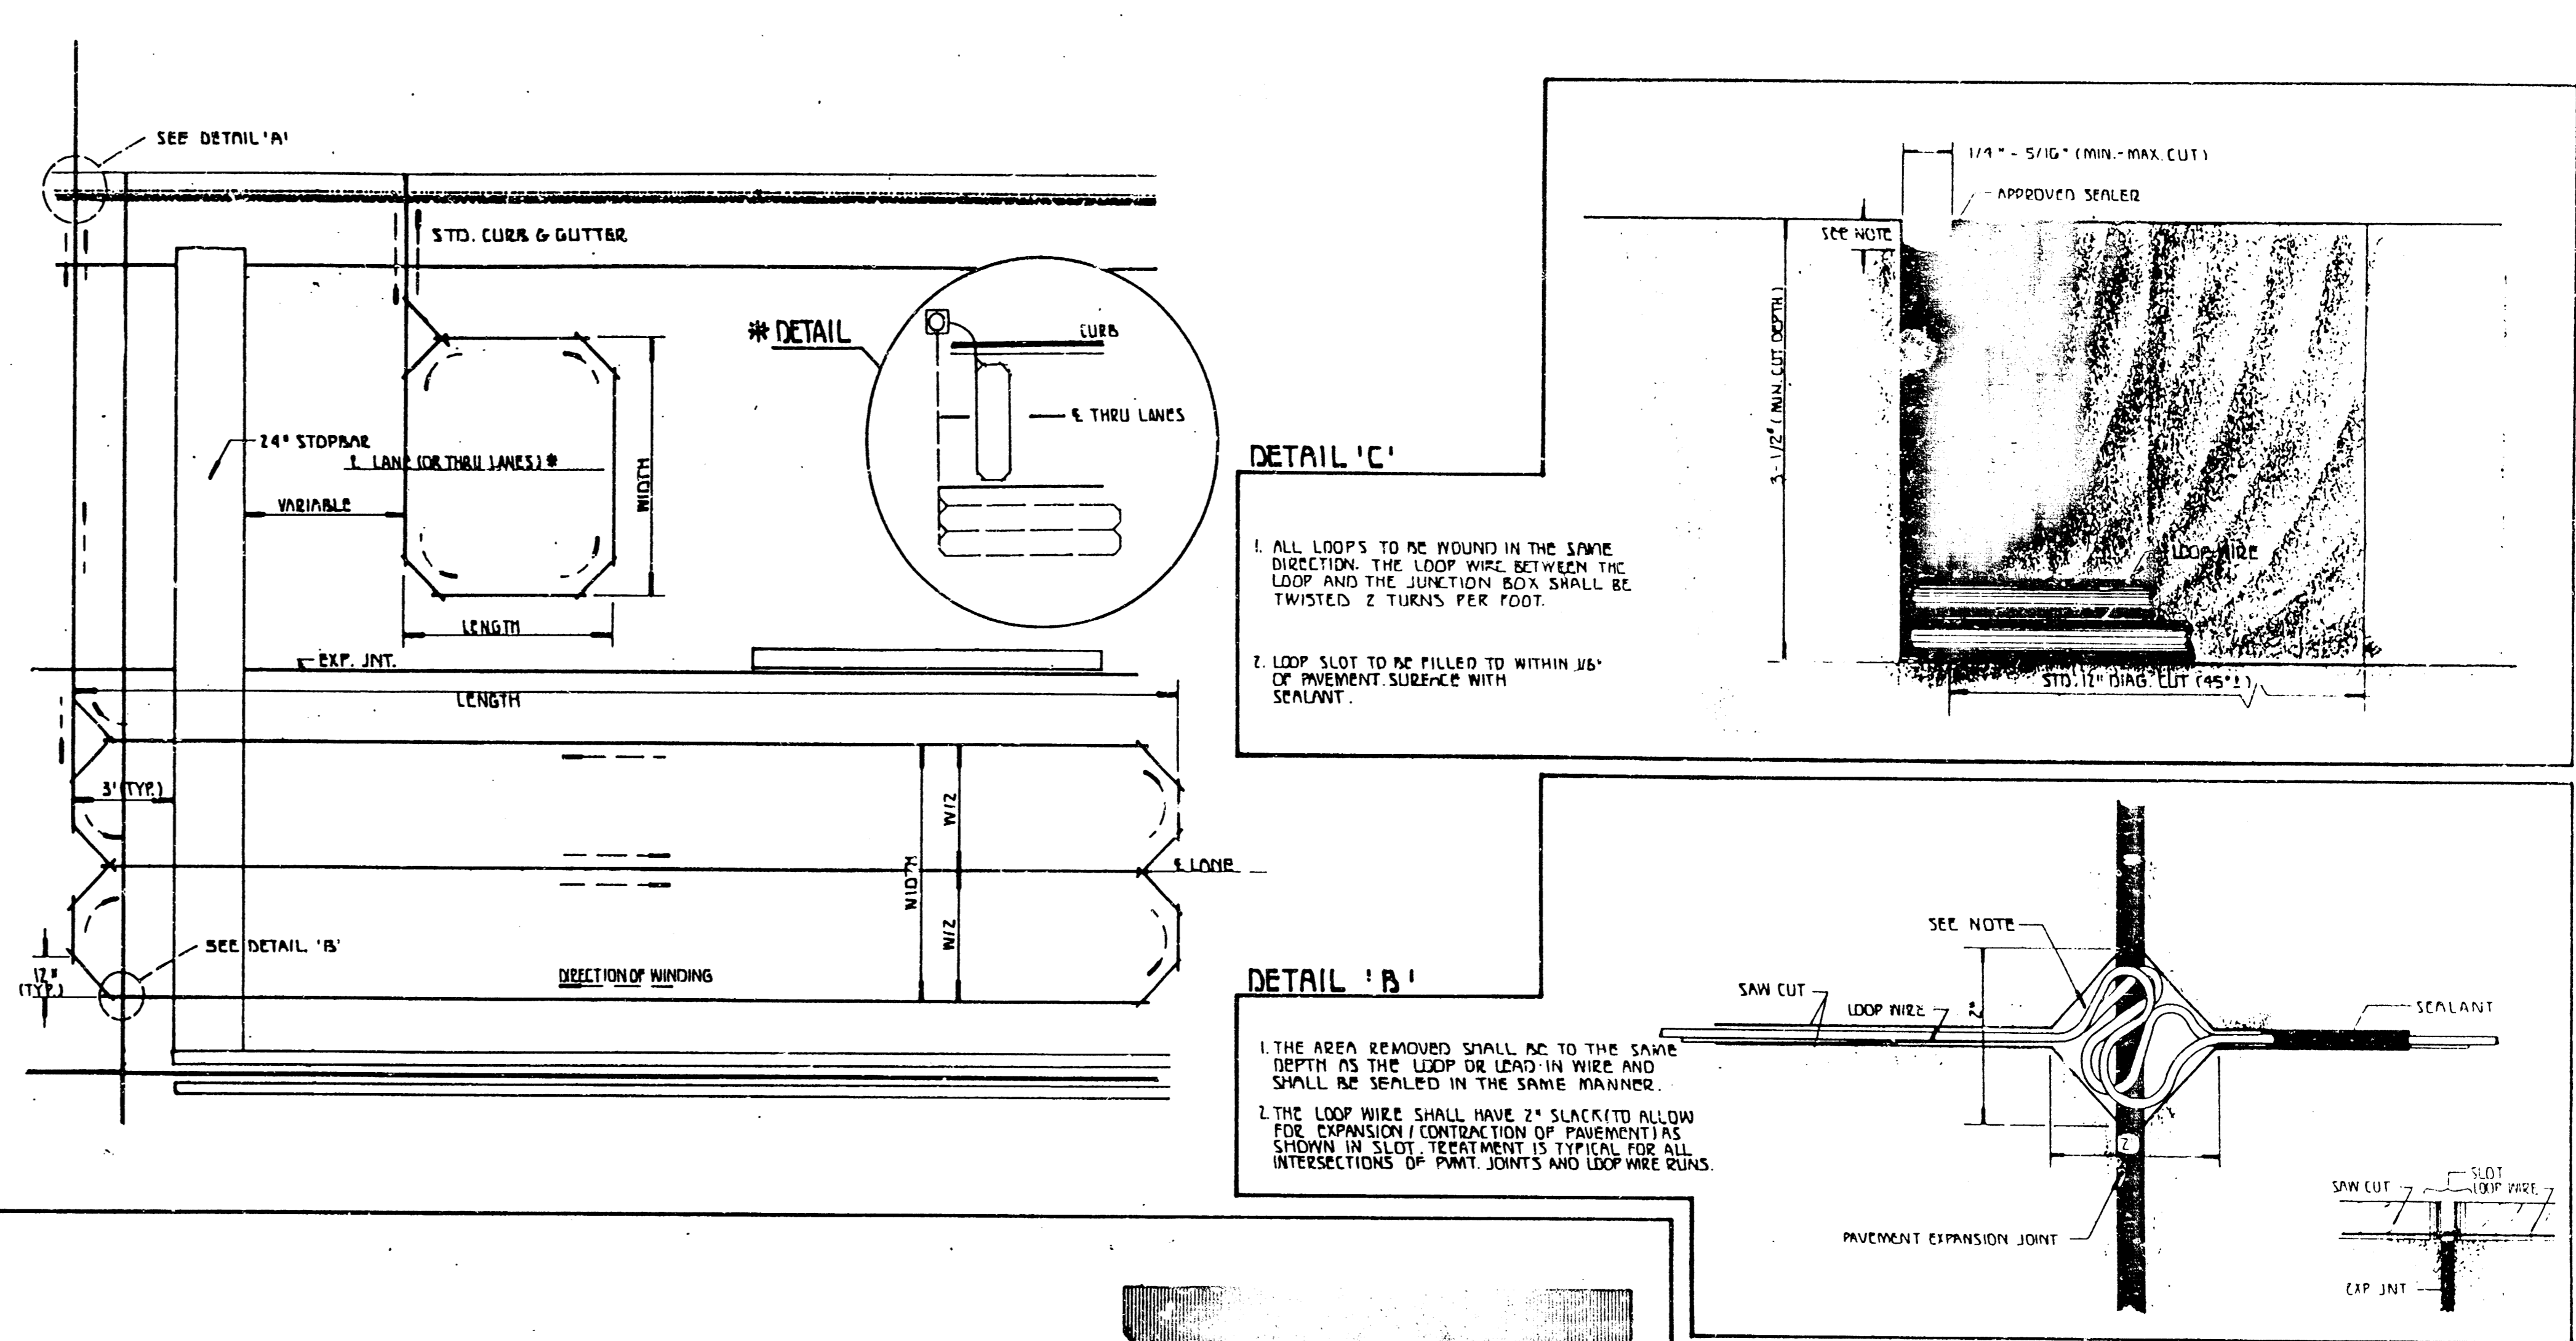 SEE DETAIL 'A'
STD. CURB & GUTTER
* DETAIL
CURB
℄ THRU LANES
24" STOPBAR
℄ LANE (OR THRU LANES) *
VARIABLE
WIDTH
LENGTH
EXP. JNT.
LENGTH
3' (TYP.)
W/2
WIDTH
℄ LANE
W/2
SEE DETAIL 'B'
12"
(TYP.)
DIRECTION OF WINDING
DETAIL 'C'
1. ALL LOOPS TO BE WOUND IN THE SAME
DIRECTION. THE LOOP WIRE BETWEEN THE
LOOP AND THE JUNCTION BOX SHALL BE
TWISTED 2 TURNS PER FOOT.
2. LOOP SLOT TO BE FILLED TO WITHIN
OF PAVEMENT SURFACE WITH
SEALANT.
1/4" - 5/16" (MIN.-MAX. CUT)
APPROVED SEALER
SEE NOTE
3-1/2" (MIN. CUT DEPTH)
LOOP WIRE
STD. 12" DIAG. CUT (45°±)
DETAIL 'B'
1. THE AREA REMOVED SHALL BE TO THE SAME
DEPTH AS THE LOOP OR LEAD-IN WIRE AND
SHALL BE SEALED IN THE SAME MANNER.
2. THE LOOP WIRE SHALL HAVE 2" SLACK (TO ALLOW
FOR EXPANSION / CONTRACTION OF PAVEMENT) AS
SHOWN IN SLOT. TREATMENT IS TYPICAL FOR ALL
INTERSECTIONS OF PVMT. JOINTS AND LOOP WIRE RUNS.
SEE NOTE
SAW CUT
LOOP WIRE
2"
SEALANT
2"
PAVEMENT EXPANSION JOINT
SLOT
SAW CUT
LOOP WIRE
EXP JNT